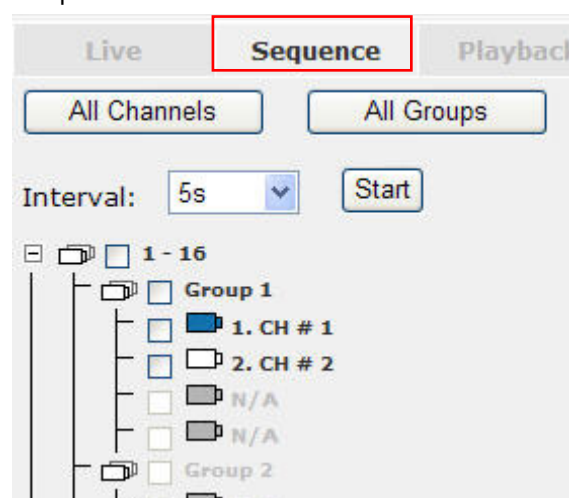 Live Sequence Playbac
All Channels All Groups
Interval: 5s Start
1 - 16
Group 1
1. CH # 1
2. CH # 2
N/A
N/A
Group 2